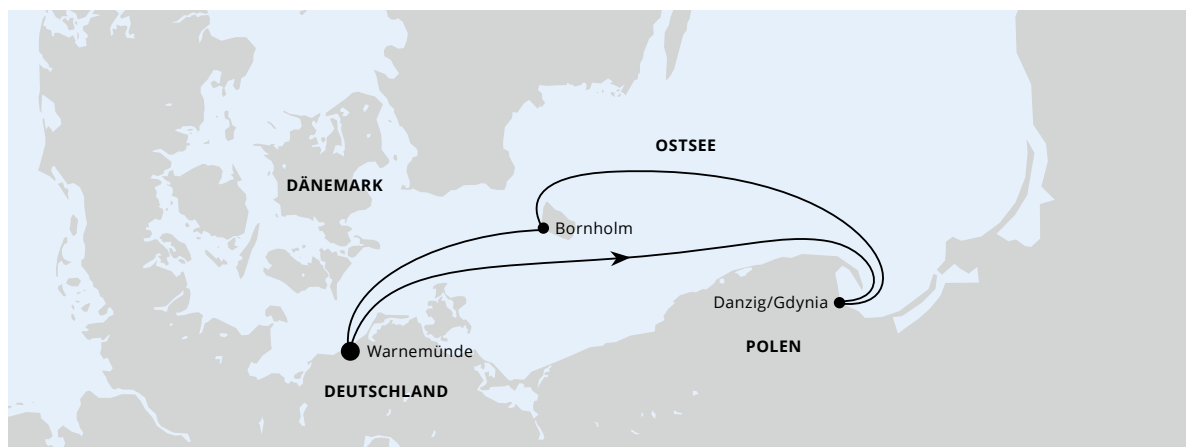 OSTSEE
DÄNEMARK
Bornholm
Danzig/Gdynia
POLEN
Warnemünde
DEUTSCHLAND